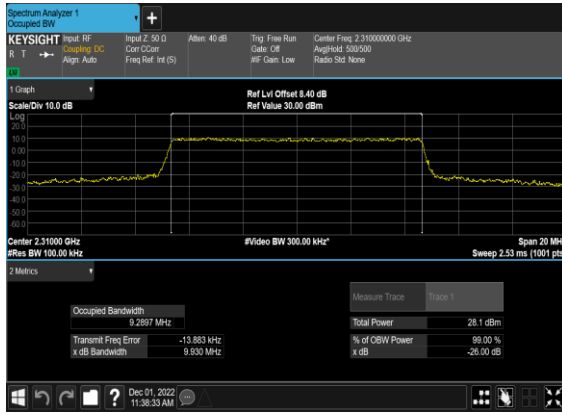 Spectrum Analyzer 1
Occupied BW
KEYSIGHT
R T
Input: RF
Coupling: DC
Align: Auto
Input Z: 50 Ω
Corr CCorr
Freq Ref: Int (S)
Atten: 40 dB
Trig: Free Run
Gate: Off
#IF Gain: Low
Center Freq: 2.310000000 GHz
Avg|Hold: 500/500
Radio Std: None
1 Graph
Scale/Div 10.0 dB
Ref Lvl Offset 8.40 dB
Ref Value 30.00 dBm
Log
20.0
10.0
0.00
-10.0
-20.0
-30.0
-40.0
-50.0
-60.0
Center 2.31000 GHz
#Res BW 100.00 kHz
#Video BW 300.00 kHz*
Span 20 MH
Sweep 2.53 ms (1001 pts
2 Metrics
Measure Trace
Trace 1
Occupied Bandwidth
9.2897 MHz
Total Power
28.1 dBm
Transmit Freq Error
-13.883 kHz
% of OBW Power
99.00 %
x dB Bandwidth
9.930 MHz
x dB
-26.00 dB
?
Dec 01, 2022
11:38:33 AM